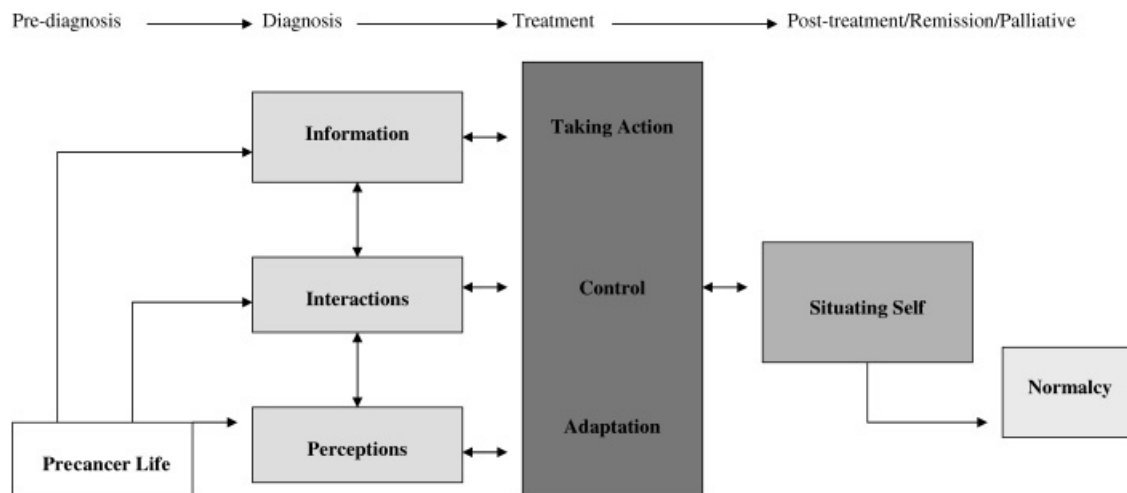 Pre-diagnosis Diagnosis Treatment Post-treatment/Remission/Palliative
Information
Taking Action
Interactions
Control
Situating Self
Normalcy
Adaptation
Perceptions
Precancer Life